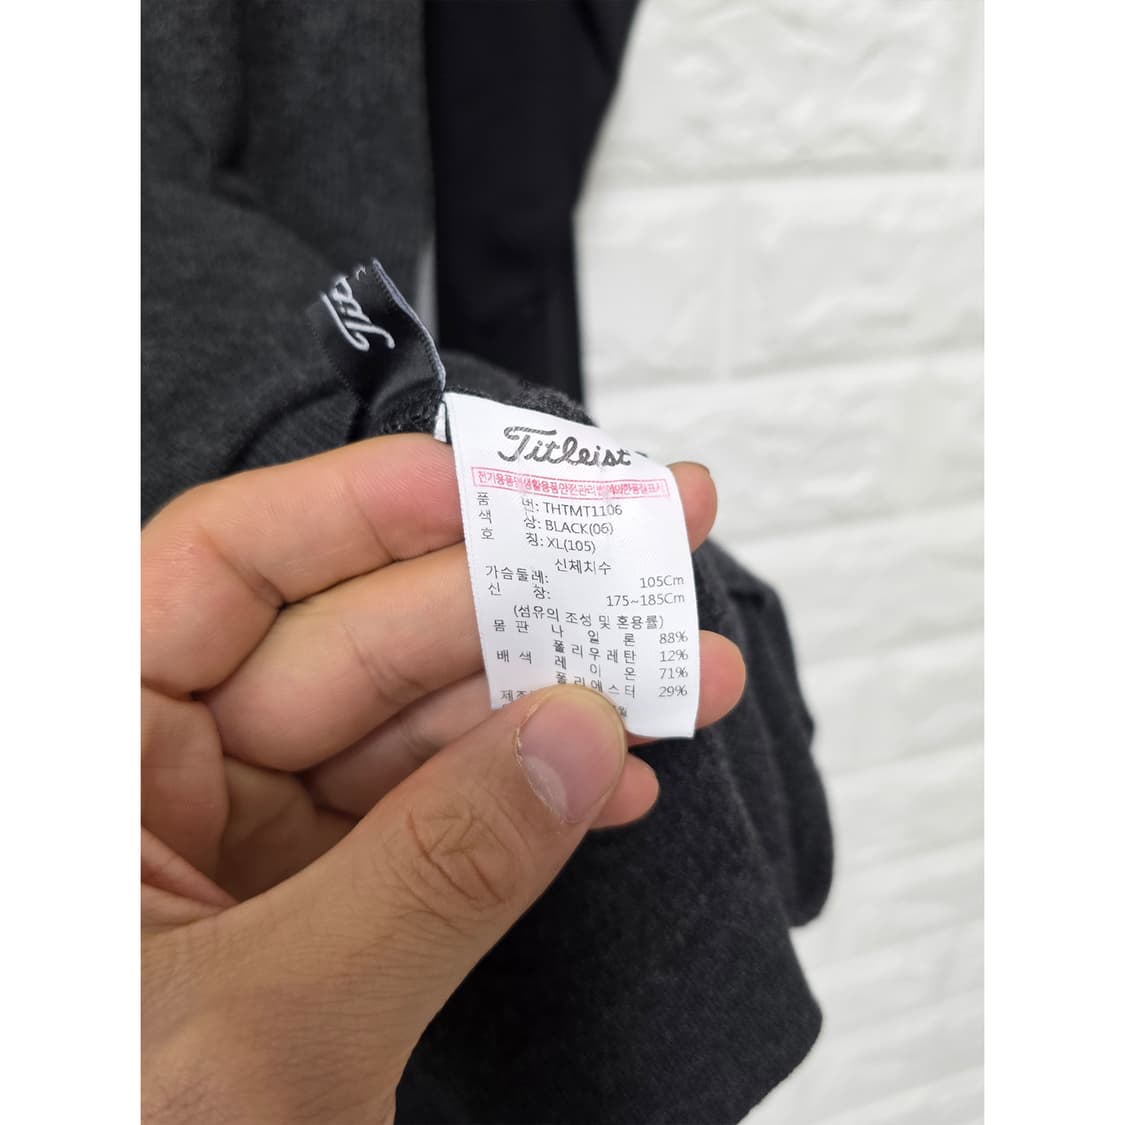 Titleist
전기용품및생활용품안전관리법에의한품질표시
품 번: THTMT1106
색 상: BLACK(06)
호 칭: XL(105)
신체치수
가슴둘레: 105Cm
신 장: 175~185Cm
(섬유의 조성 및 혼용률)
몸 판 나 일 론 88%
폴리우레탄 12%
배 색 레 이 온 71%
폴리에스터 29%